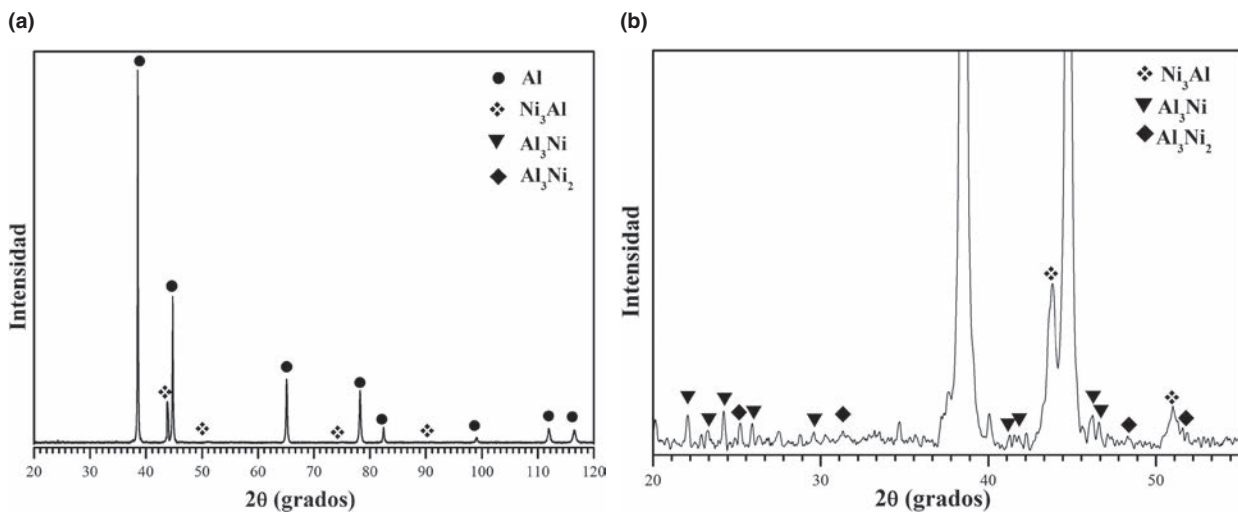 (a)
Al
Ni₃Al
Al₃Ni
Al₃Ni₂
Intensidad
20 30 40 50 60 70 80 90 100 110 120
2θ (grados)
(b)
Ni₃Al
Al₃Ni
Al₃Ni₂
Intensidad
20 30 40 50
2θ (grados)